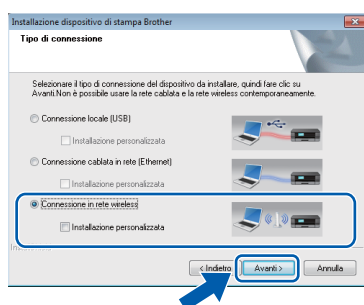 Installazione dispositivo di stampa Brother
Tipo di connessione
Selezionare il tipo di connessione del dispositivo da installare, quindi fare clic su
Avanti.Non è possibile usare la rete cablata e la rete wireless contemporaneamente.
Connessione locale (USB)
Installazione personalizzata
Connessione cablata in rete (Ethernet)
Installazione personalizzata
Connessione in rete wireless
Installazione personalizzata
< Indietro Avanti > Annulla